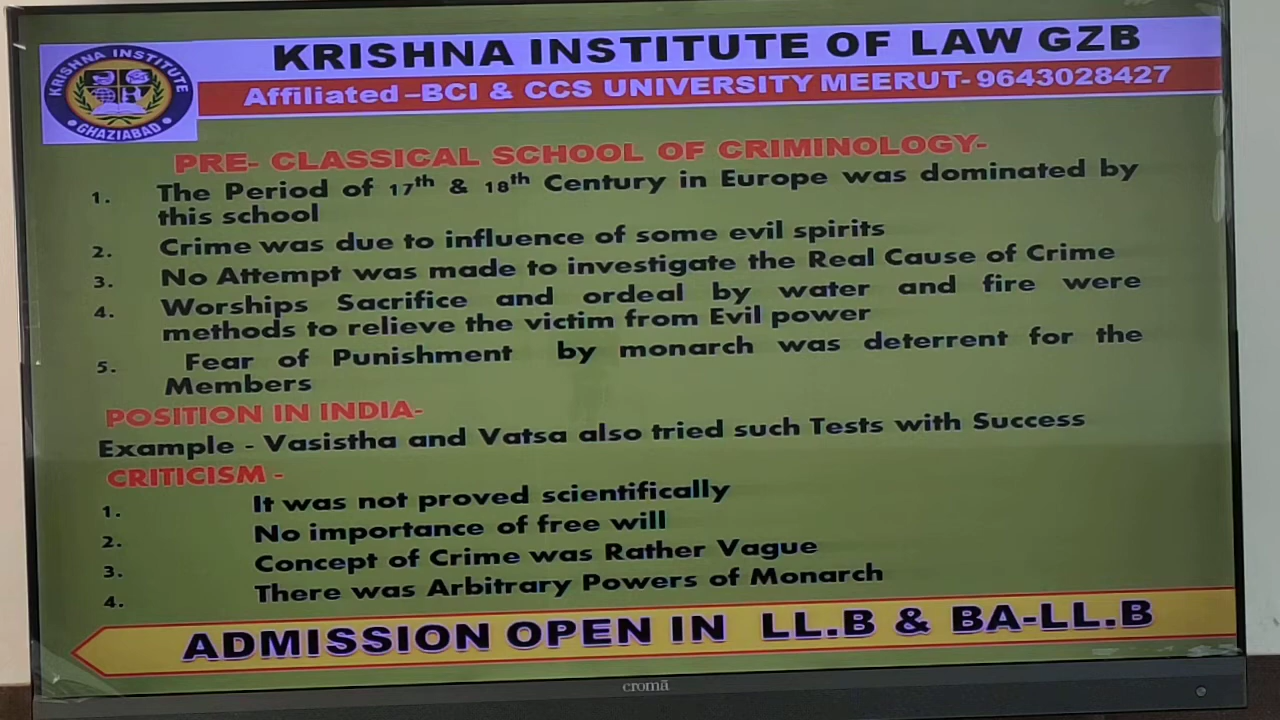 KRISHNA INSTITUTE
GHAZIABAD
KRISHNA INSTITUTE OF LAW GZB
Affiliated –BCI & CCS UNIVERSITY MEERUT- 9643028427
PRE- CLASSICAL SCHOOL OF CRIMINOLOGY-
1. The Period of 17th & 18th Century in Europe was dominated by
this school
2. Crime was due to influence of some evil spirits
3. No Attempt was made to investigate the Real Cause of Crime
4. Worships Sacrifice and ordeal by water and fire were
methods to relieve the victim from Evil power
5. Fear of Punishment by monarch was deterrent for the
Members
POSITION IN INDIA-
Example - Vasistha and Vatsa also tried such Tests with Success
CRITICISM -
1. It was not proved scientifically
2. No importance of free will
3. Concept of Crime was Rather Vague
4. There was Arbitrary Powers of Monarch
ADMISSION OPEN IN LL.B & BA-LL.B
cromā